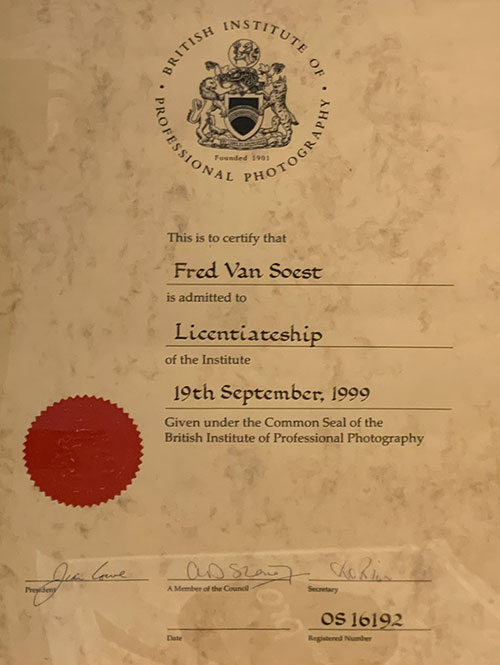 BRITISH INSTITUTE OF
PROFESSIONAL PHOTOGRAPHY
Founded 1901
This is to certify that
Fred Van Soest
is admitted to
Licentiateship
of the Institute
19th September, 1999
Given under the Common Seal of the
British Institute of Professional Photography
President
A Member of the Council
Secretary
OS 16192
Date
Registered Number